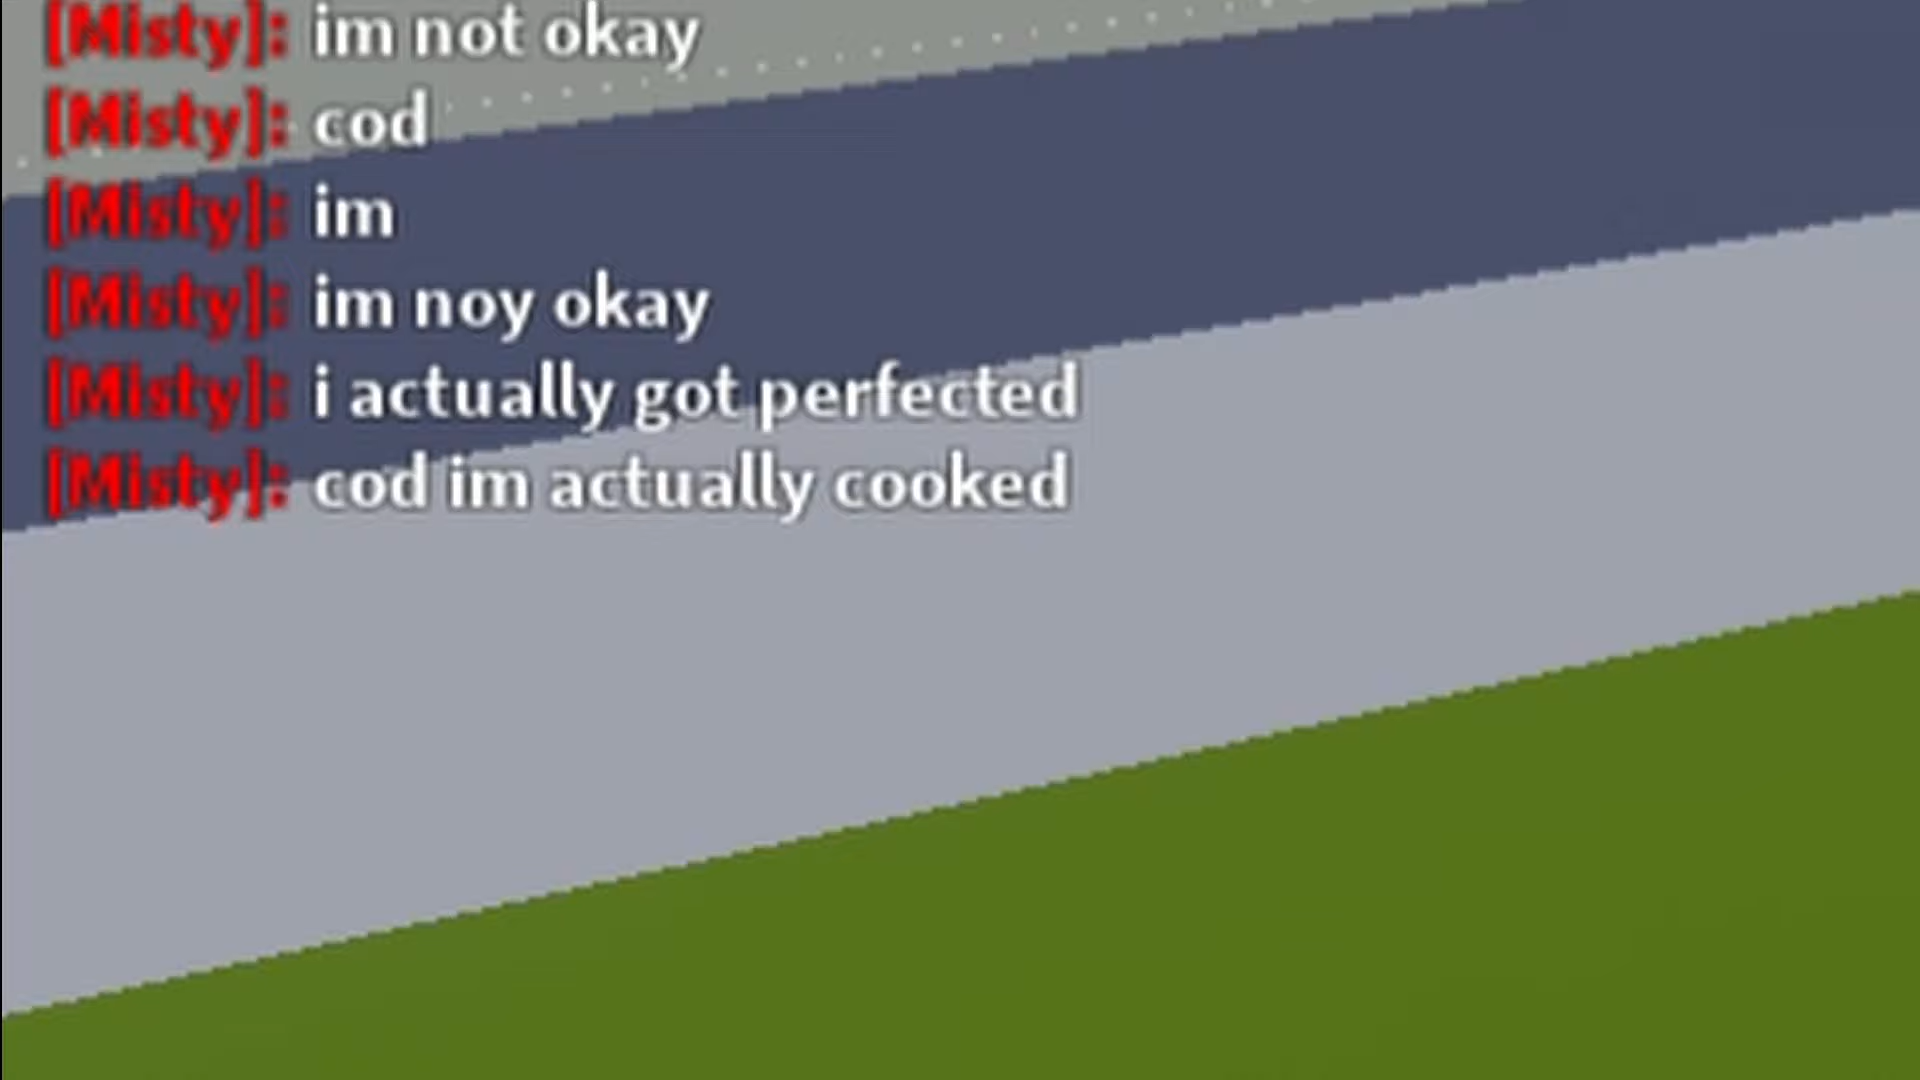 [Misty]: im not okay
[Misty]: cod
[Misty]: im
[Misty]: im noy okay
[Misty]: i actually got perfected
[Misty]: cod im actually cooked